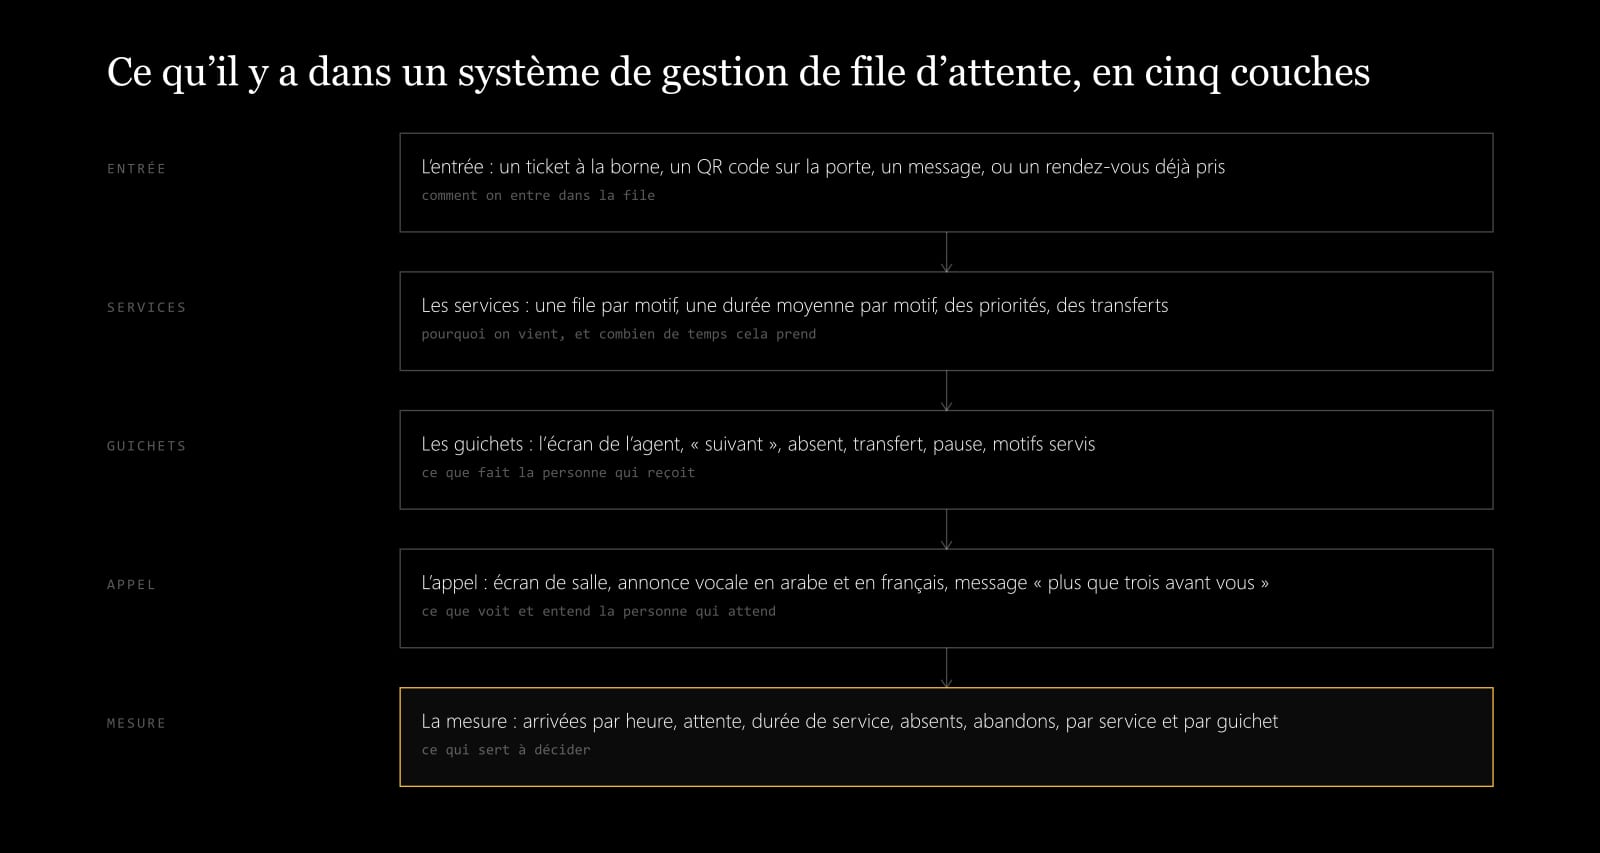 Ce qu’il y a dans un système de gestion de file d’attente, en cinq couches
ENTRÉE
L’entrée : un ticket à la borne, un QR code sur la porte, un message, ou un rendez-vous déjà pris
comment on entre dans la file
SERVICES
Les services : une file par motif, une durée moyenne par motif, des priorités, des transferts
pourquoi on vient, et combien de temps cela prend
GUICHETS
Les guichets : l’écran de l’agent, « suivant », absent, transfert, pause, motifs servis
ce que fait la personne qui reçoit
APPEL
L’appel : écran de salle, annonce vocale en arabe et en français, message « plus que trois avant vous »
ce que voit et entend la personne qui attend
MESURE
La mesure : arrivées par heure, attente, durée de service, absents, abandons, par service et par guichet
ce qui sert à décider